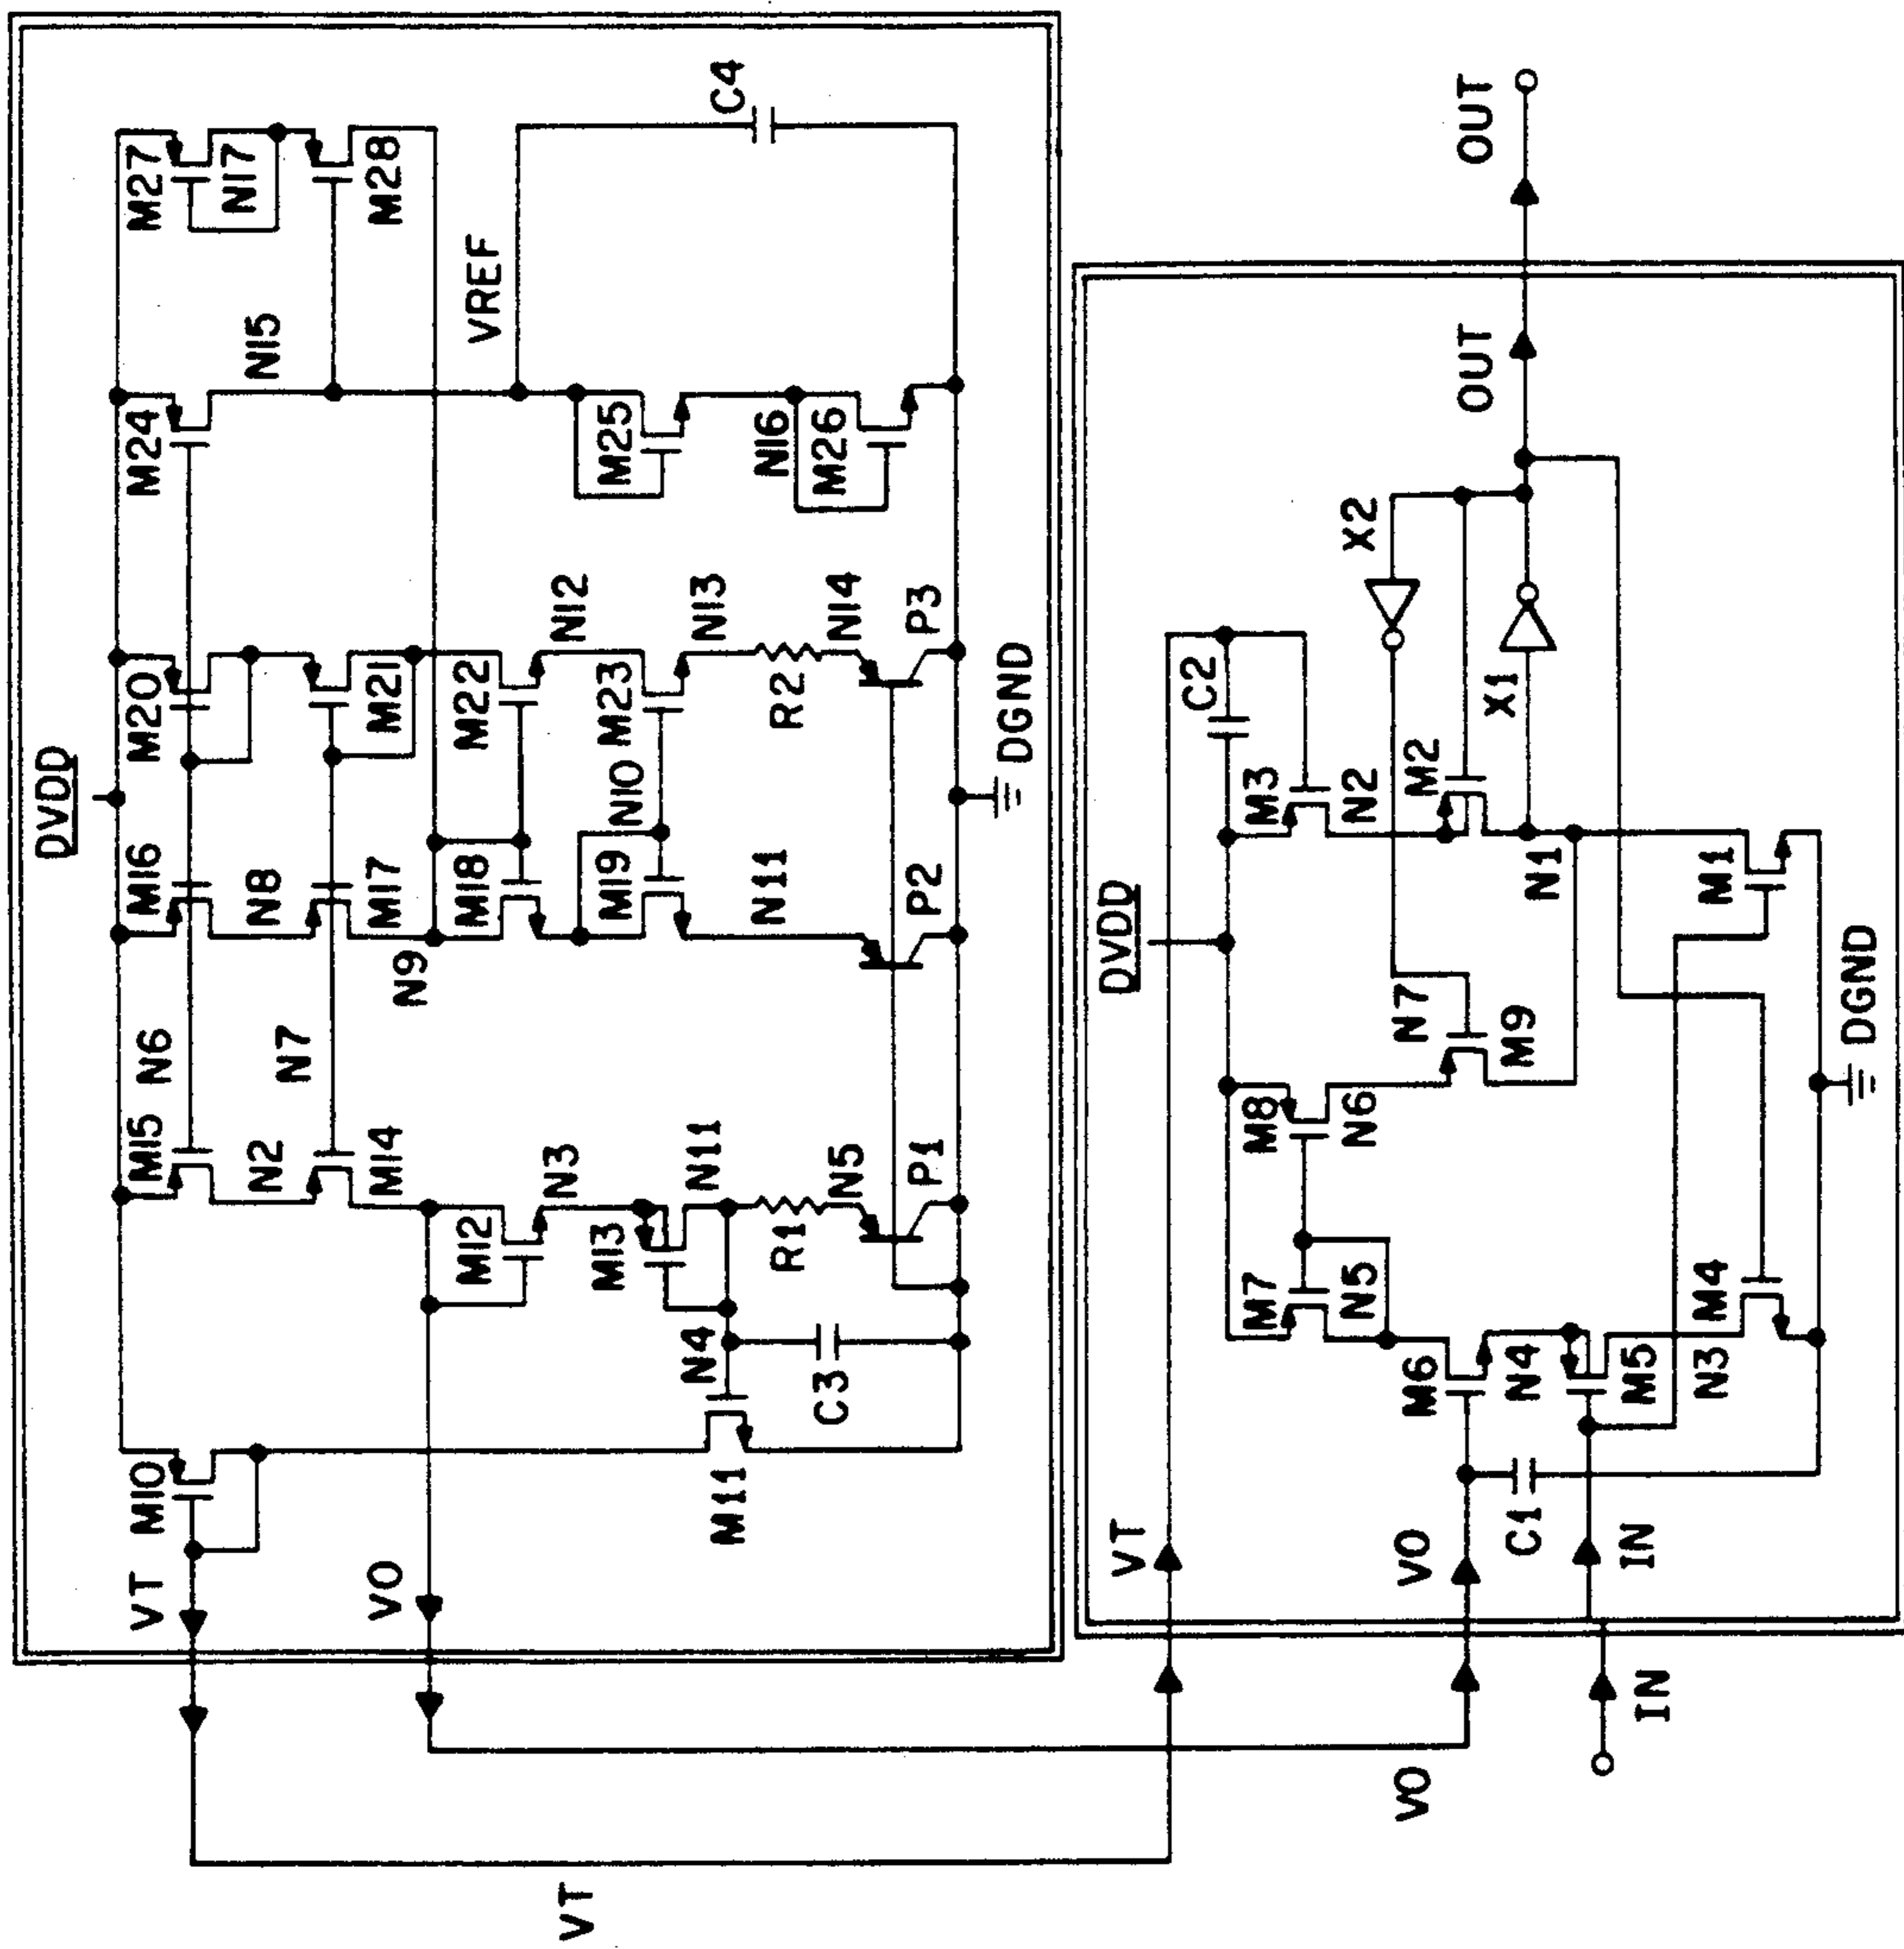 DVDD
M27
N17
M28
M24
N15
VREF
C4
M20
M21
M22
N12
M23
N13
R2
N14
P3
M25
N16
M26
M16
N8
M17
N9
M18
N10
M19
N11
P2
DGND
M15
N6
N2
N7
M14
M12
N3
M13
N11
R1
N5
P1
VT
M10
VO
M11
N4
C3
VT
VT
VO
VO
IN
IN
DVDD
C2
M3
N2
M2
X2
X1
N1
M1
M8
N6
N7
M9
M7
N5
M6
N4
M5
N3
M4
C1
DGND
OUT
OUT